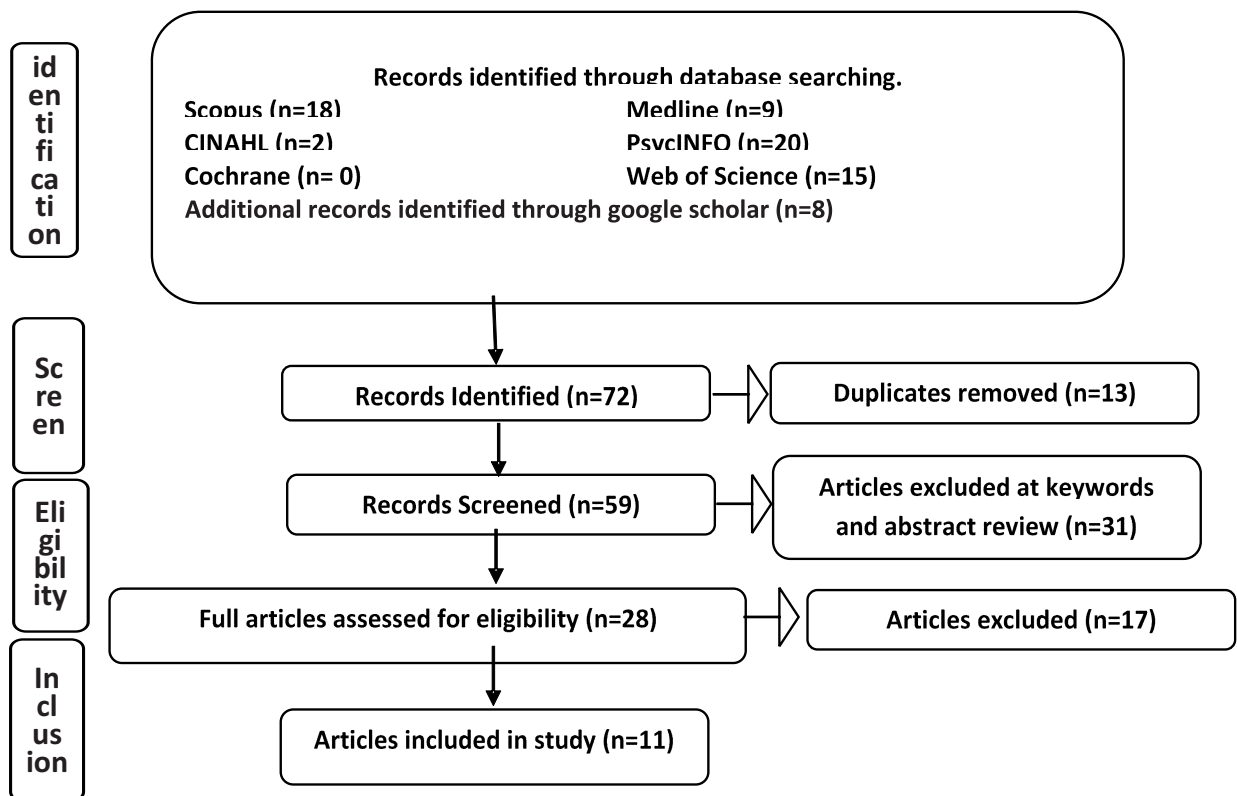 id
en
ti
fi
ca
ti
on
Records identified through database searching.
Scopus (n=18) Medline (n=9)
CINAHL (n=2) PsycINFO (n=20)
Cochrane (n= 0) Web of Science (n=15)
Additional records identified through google scholar (n=8)
Sc
re
en
Records Identified (n=72)
Duplicates removed (n=13)
Eli
gi
bil
ity
Records Screened (n=59)
Articles excluded at keywords
and abstract review (n=31)
Full articles assessed for eligibility (n=28)
Articles excluded (n=17)
In
cl
us
ion
Articles included in study (n=11)